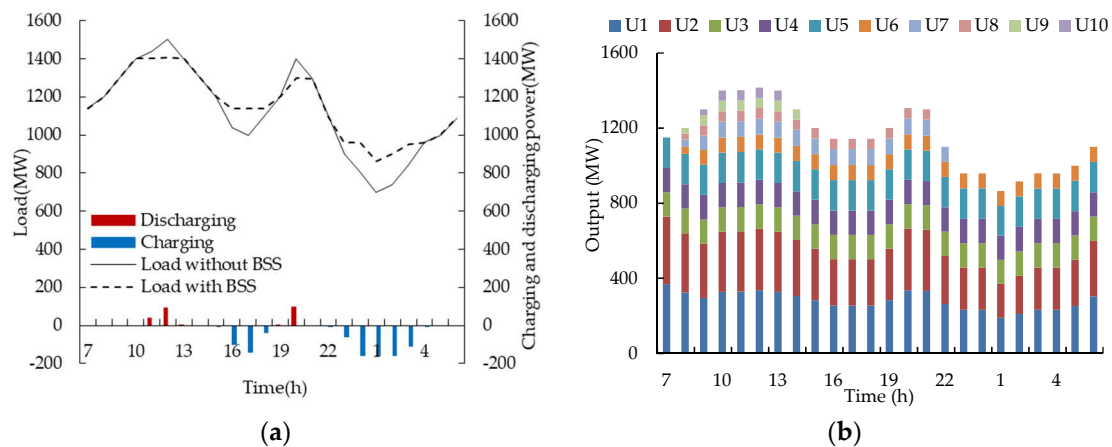 1600
1400
1200
1000
800
600
400
200
0
-200
1600
1400
1200
1000
800
600
400
200
0
-200
Load(MW)
Charging and discharging power(MW)
Discharging
Charging
Load without BSS
Load with BSS
7 10 13 16 19 22 1 4
Time(h)
(a)
U1 U2 U3 U4 U5 U6 U7 U8 U9 U10
1600
1200
800
400
0
Output (MW)
7 10 13 16 19 22 1 4
Time (h)
(b)